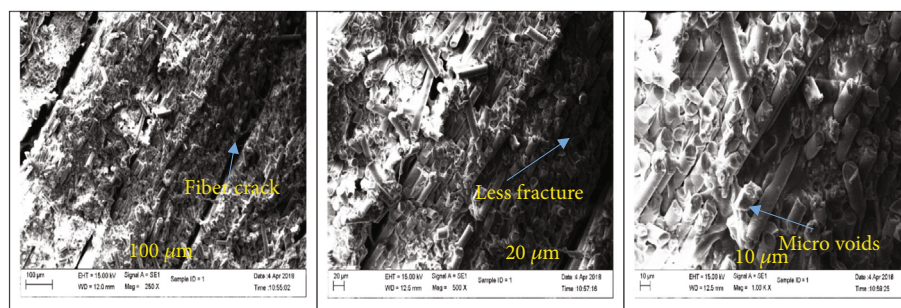 Fiber crack
100 μm
100 μm
EHT = 15.00 kV
Signal A = SE1
Sample ID = 1
Date :4 Apr 2018
WD = 12.0 mm
Mag = 250 X
Time :10:55:02
Less fracture
20 μm
20 μm
EHT = 15.00 kV
Signal A = SE1
Sample ID = 1
Date :4 Apr 2018
WD = 12.5 mm
Mag = 500 X
Time :10:57:16
Micro voids
10 μm
10 μm
EHT = 15.00 kV
Signal A = SE1
Sample ID = 1
Date :4 Apr 2018
WD = 12.5 mm
Mag = 1.00 K X
Time :10:58:25